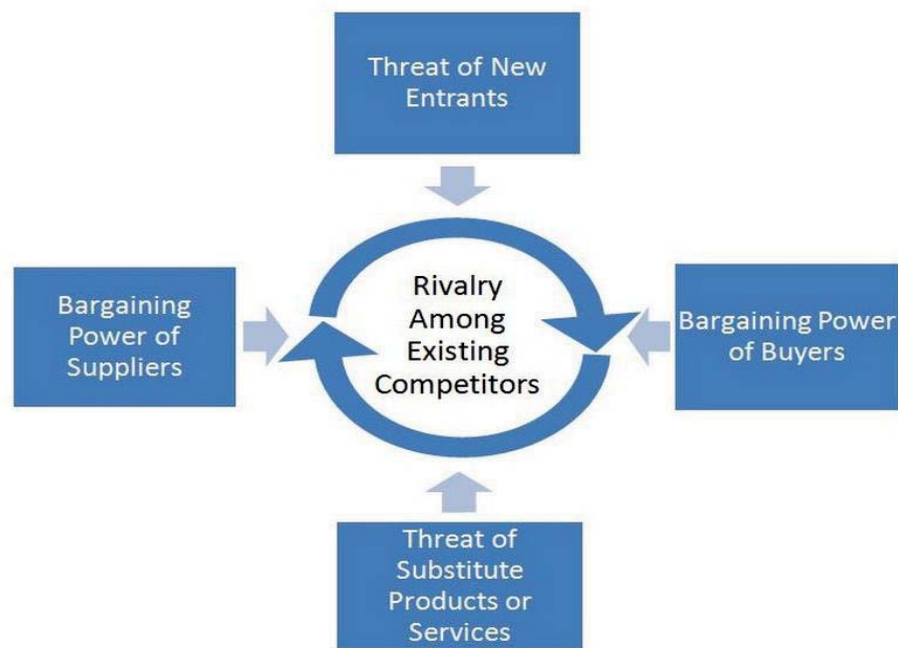 Threat of New
Entrants
Bargaining
Power of
Suppliers
Rivalry
Among
Existing
Competitors
Bargaining Power
of Buyers
Threat of
Substitute
Products or
Services